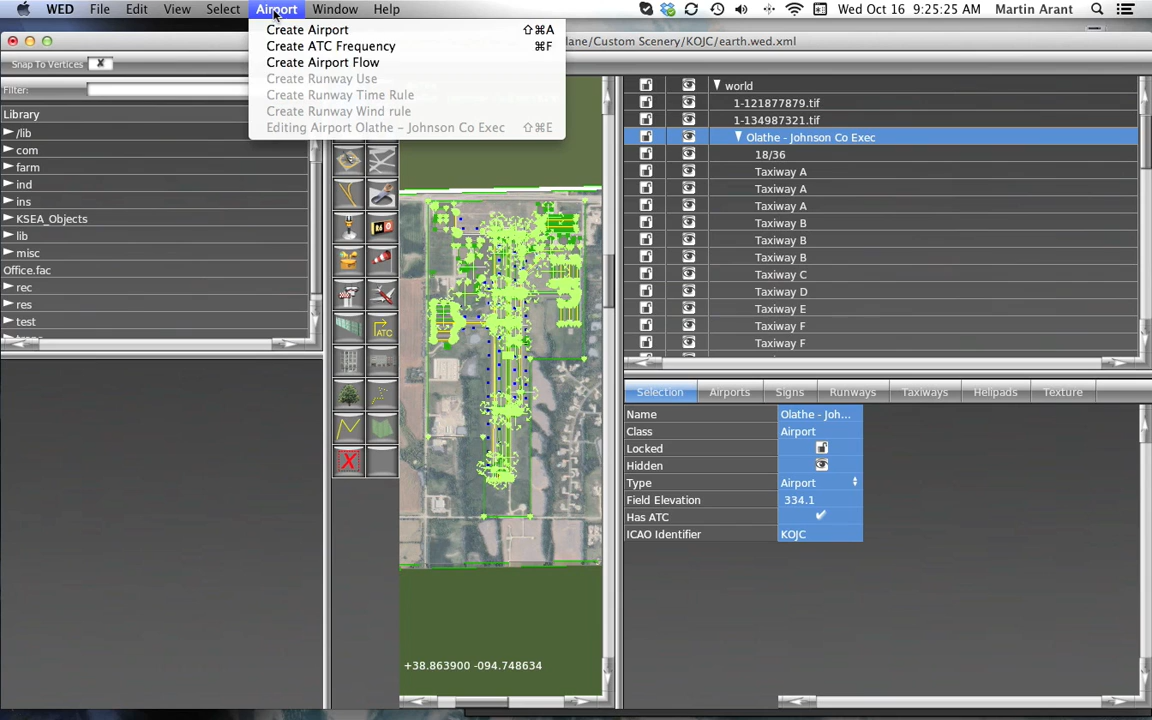 WED File Edit View Select Airport Window Help Wed Oct 16 9:25:25 AM Martin Arant
lane/Custom Scenery/KOJC/earth.wed.xml
Create Airport ⇧⌘A
Create ATC Frequency ⌘F
Create Airport Flow
Create Runway Use
Create Runway Time Rule
Create Runway Wind rule
Editing Airport Olathe – Johnson Co Exec ⇧⌘E
Snap To Vertices
Filter:
Library
/lib
com
farm
ind
ins
KSEA_Objects
lib
misc
Office.fac
rec
res
test
ATC
+38.863900 -094.748634
world
1-121877879.tif
1-134987321.tif
Olathe - Johnson Co Exec
18/36
Taxiway A
Taxiway A
Taxiway A
Taxiway B
Taxiway B
Taxiway B
Taxiway C
Taxiway D
Taxiway E
Taxiway F
Taxiway F
Selection Airports Signs Runways Taxiways Helipads Texture
Name Olathe - Joh...
Class Airport
Locked
Hidden
Type Airport
Field Elevation 334.1
Has ATC
ICAO Identifier KOJC